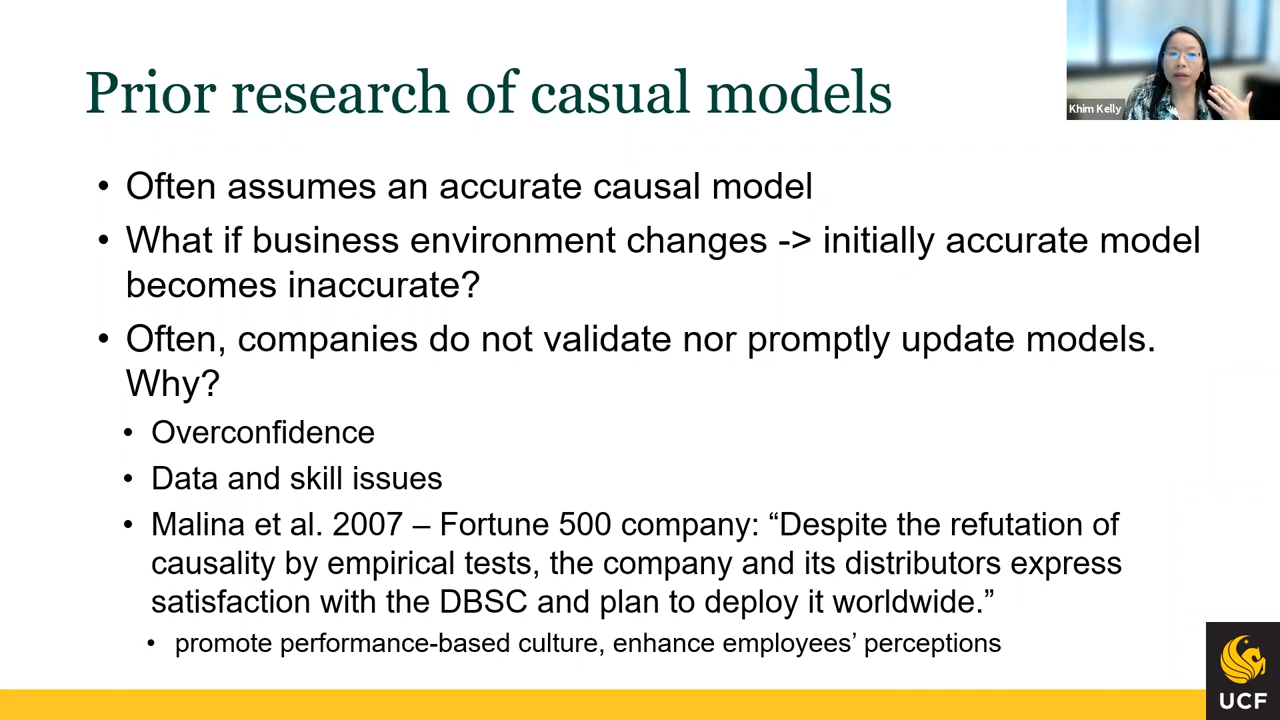 Prior research of casual models
Khim Kelly
• Often assumes an accurate causal model
• What if business environment changes -> initially accurate model
becomes inaccurate?
• Often, companies do not validate nor promptly update models.
Why?
• Overconfidence
• Data and skill issues
• Malina et al. 2007 – Fortune 500 company: “Despite the refutation of
causality by empirical tests, the company and its distributors express
satisfaction with the DBSC and plan to deploy it worldwide.”
• promote performance-based culture, enhance employees’ perceptions
UCF